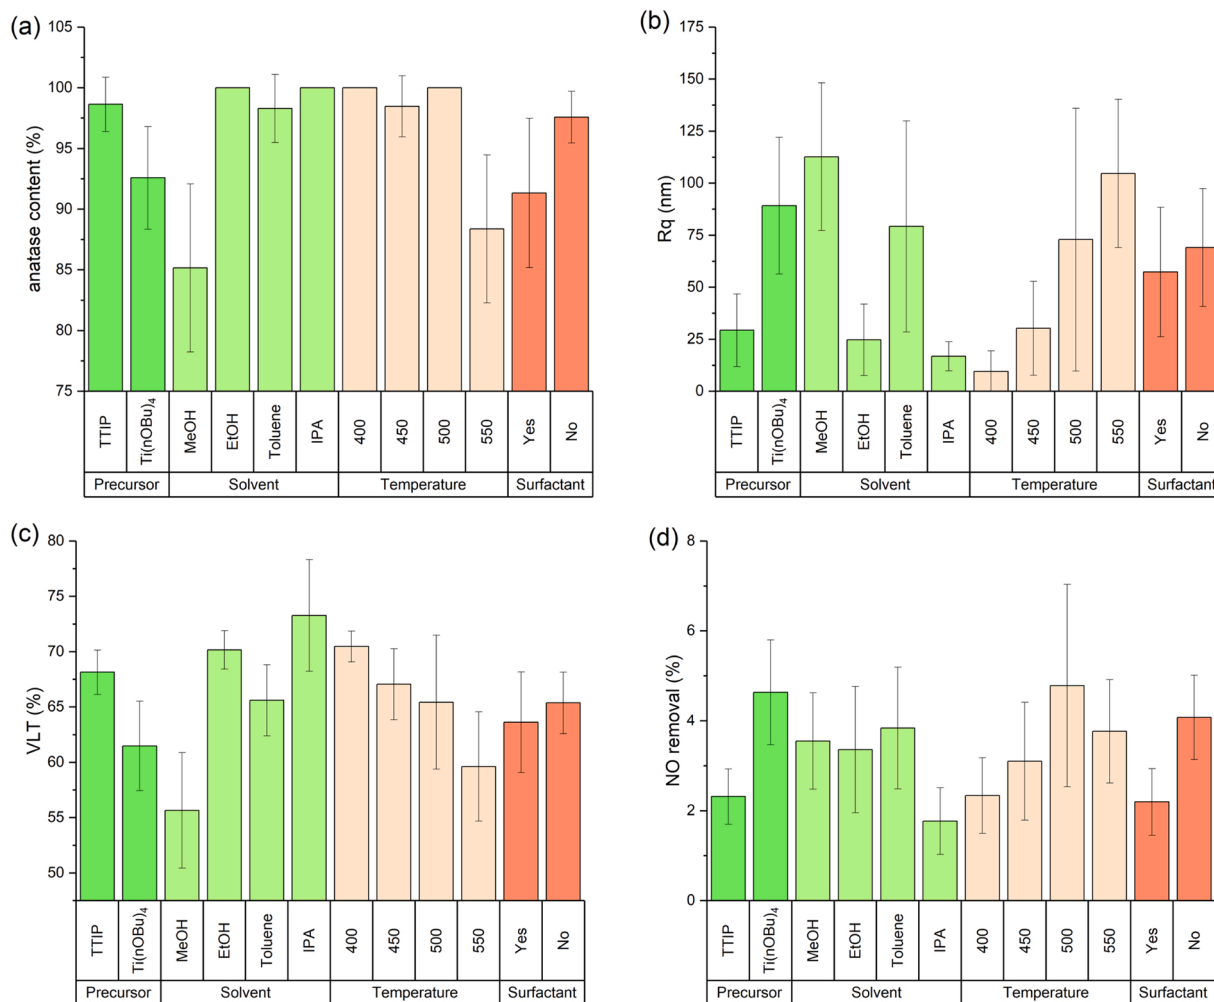 (a)
105
100
95
90
85
80
75
anatase content (%)
TTIP
Ti(nOBu)₄
MeOH
EtOH
Toluene
IPA
400
450
500
550
Yes
No
Precursor
Solvent
Temperature
Surfactant
(b)
175
150
125
100
75
50
25
0
Rq (nm)
TTIP
Ti(nOBu)₄
MeOH
EtOH
Toluene
IPA
400
450
500
550
Yes
No
Precursor
Solvent
Temperature
Surfactant
(c)
80
75
70
65
60
55
50
VLT (%)
TTIP
Ti(nOBu)₄
MeOH
EtOH
Toluene
IPA
400
450
500
550
Yes
No
Precursor
Solvent
Temperature
Surfactant
(d)
8
6
4
2
0
NO removal (%)
TTIP
Ti(nOBu)₄
MeOH
EtOH
Toluene
IPA
400
450
500
550
Yes
No
Precursor
Solvent
Temperature
Surfactant